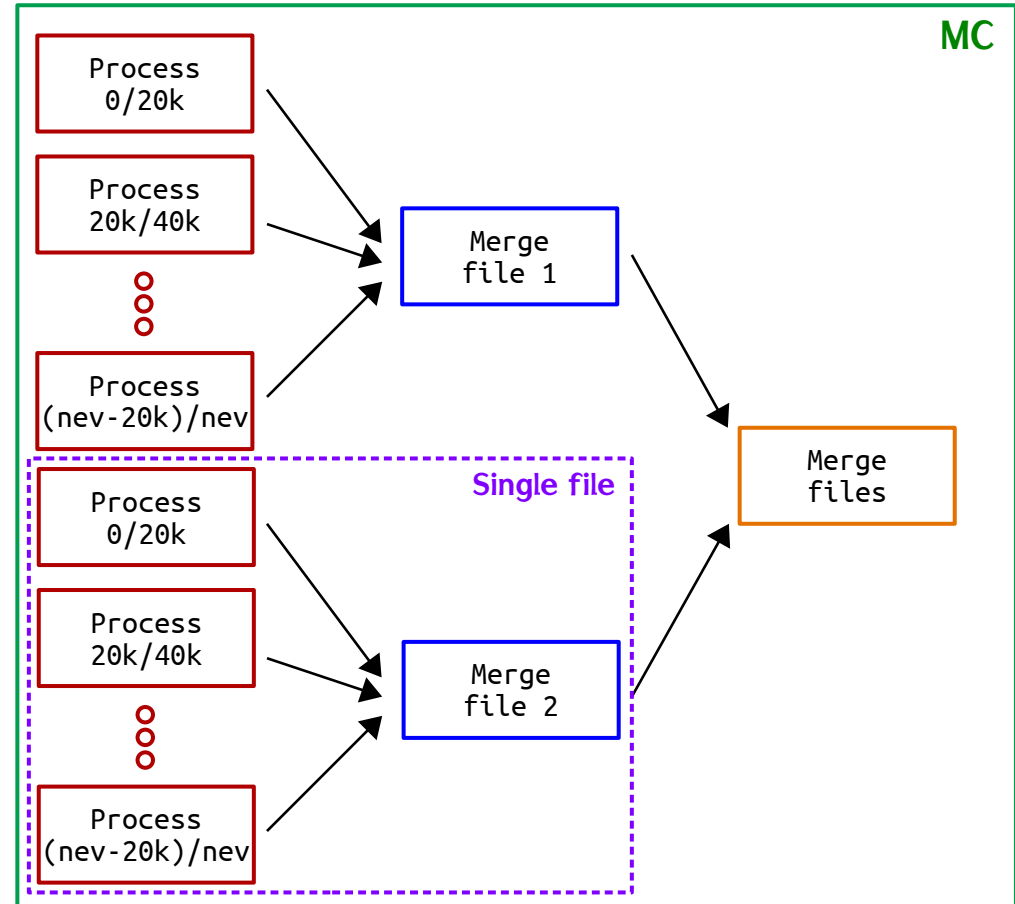 MC
Process
0/20k
Process
20k/40k
Process
(nev-20k)/nev
Merge
file 1
Single file
Process
0/20k
Process
20k/40k
Process
(nev-20k)/nev
Merge
file 2
Merge
files